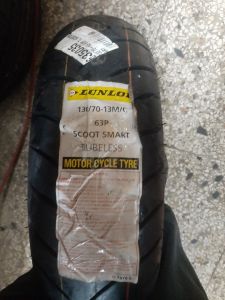 DUNLOP
130/70-13M/C
63P
SCOOT SMART
TUBELESS
MOTOR CYCLE TYRE